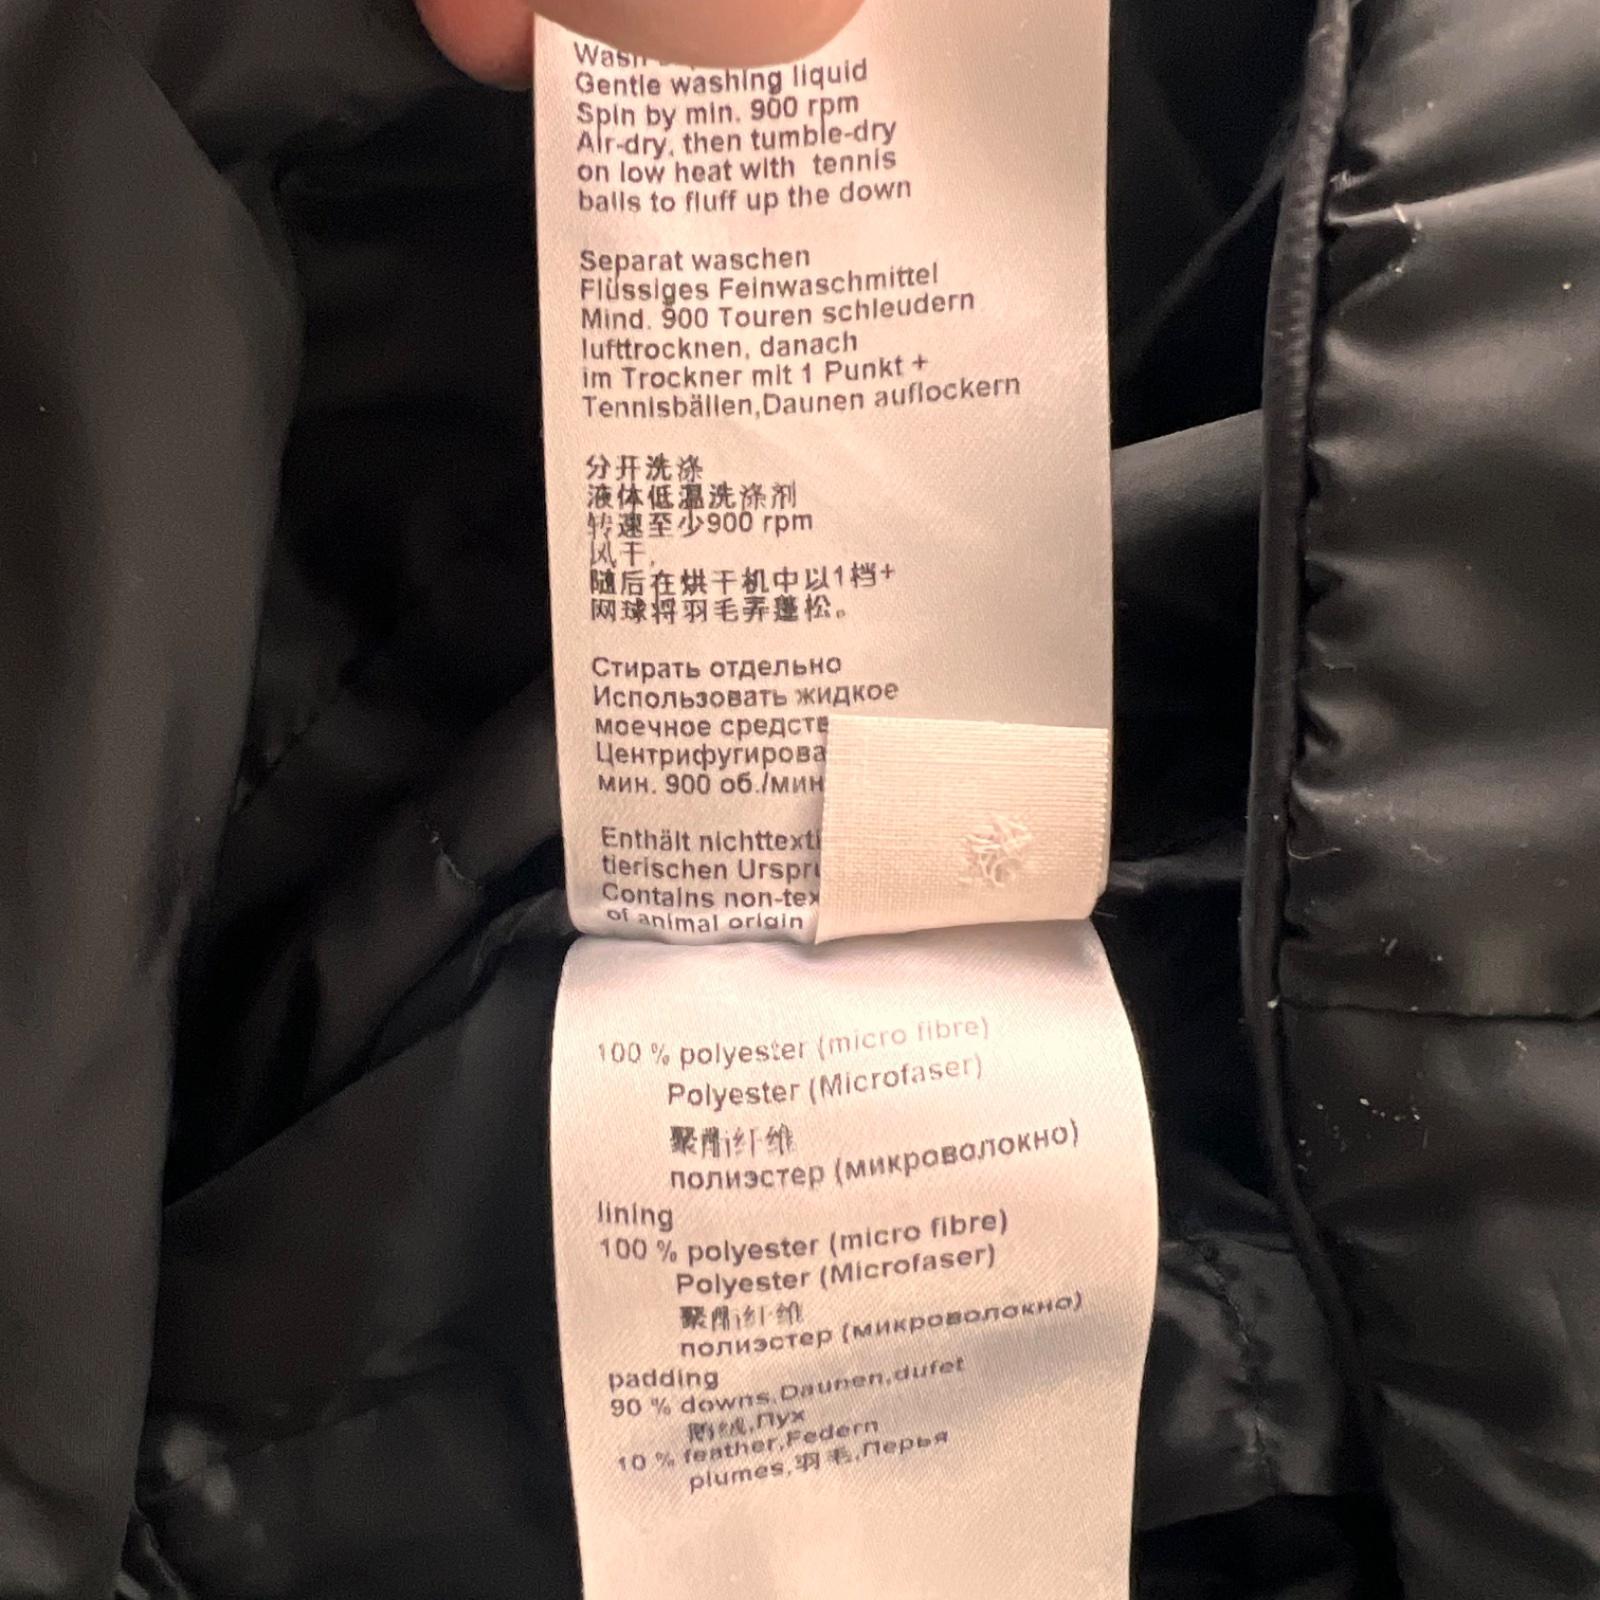 Wash
Gentle washing liquid
Spin by min. 900 rpm
Air-dry, then tumble-dry
on low heat with tennis
balls to fluff up the down
Separat waschen
Flüssiges Feinwaschmittel
Mind. 900 Touren schleudern
lufttrocknen, danach
im Trockner mit 1 Punkt +
Tennisbällen,Daunen auflockern
分开洗涤
液体低温洗涤剂
转速至少900 rpm
风干,
随后在烘干机中以1档+
网球将羽毛弄蓬松。
Стирать отдельно
Использовать жидкое
моечное средств
Центрифугирова
мин. 900 об./мин
Enthält nichttexti
tierischen Urspru
Contains non-tex
of animal origin
100 % polyester (micro fibre)
Polyester (Microfaser)
聚酯纤维
полиэстер (микроволокно)
lining
100 % polyester (micro fibre)
Polyester (Microfaser)
聚酯纤维
полиэстер (микроволокно)
padding
90 % downs,Daunen,dufet
鹅绒,Пух
10 % feather,Federn
plumes,羽毛,Перья